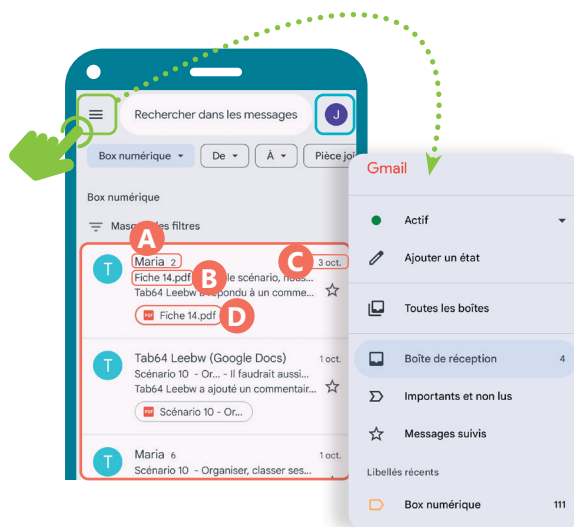 Rechercher dans les messages
J
Box numérique
De
À
Pièce joi
Box numérique
Mas es filtres
A
Maria 2
C
3 oct.
Fiche 14.pdf
B
le scénario, nous...
Tab64 Leebw a répondu à un comme...
PDF
Fiche 14.pdf
D
T
Tab64 Leebw (Google Docs)
1 oct.
T
Scénario 10 - Or... - Il faudrait aussi...
Tab64 Leebw a ajouté un commentair...
PDF
Scénario 10 - Or...
Maria 6
1 oct.
T
Scénario 10 - Organiser, classer ses...
Gmail
Actif
Ajouter un état
Toutes les boîtes
Boîte de réception
4
Importants et non lus
Messages suivis
Libellés récents
Box numérique
111